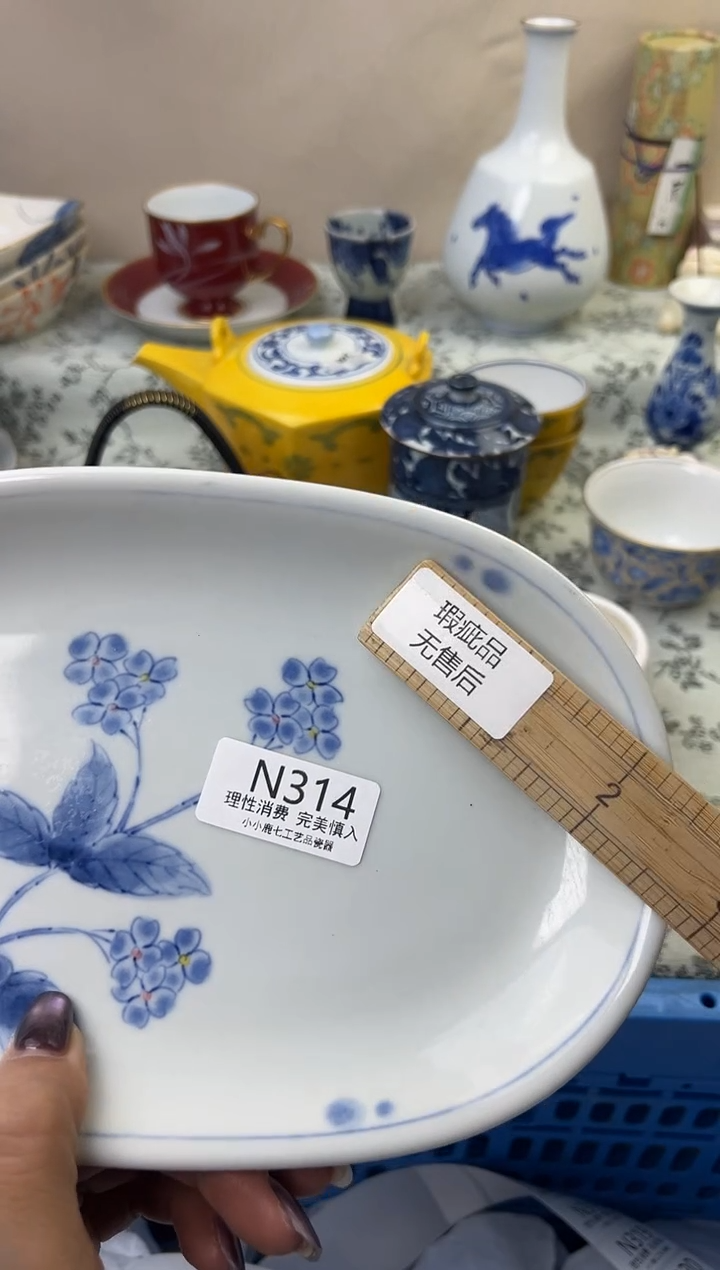 瑕疵品
无售后
2
N314
理性消费 完美慎入
小小鹿七工艺品瓷器
N313